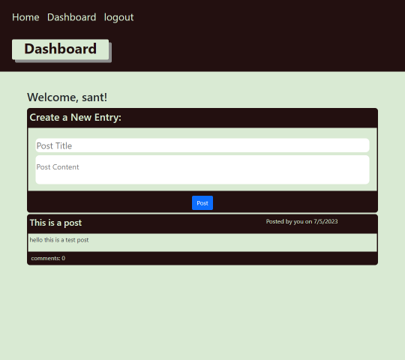 Home Dashboard logout
Dashboard
Welcome, sant!
Create a New Entry:
Post Title
Post Content
Post
This is a post
Posted by you on 7/5/2023
hello this is a test post
comments: 0